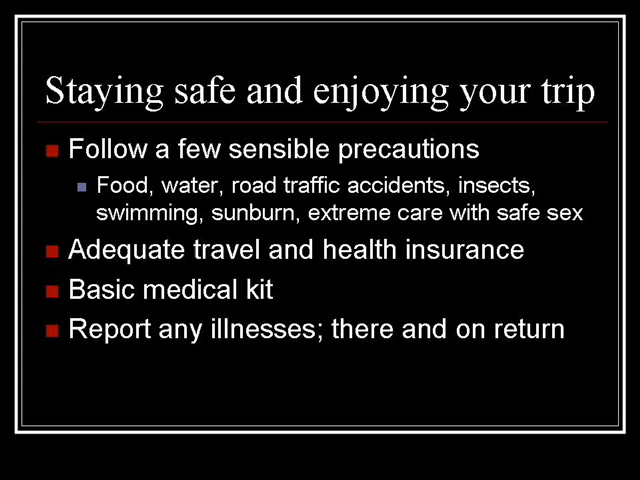 Staying safe and enjoying your trip
Follow a few sensible precautions
Food, water, road traffic accidents, insects,
swimming, sunburn, extreme care with safe sex
Adequate travel and health insurance
Basic medical kit
Report any illnesses; there and on return